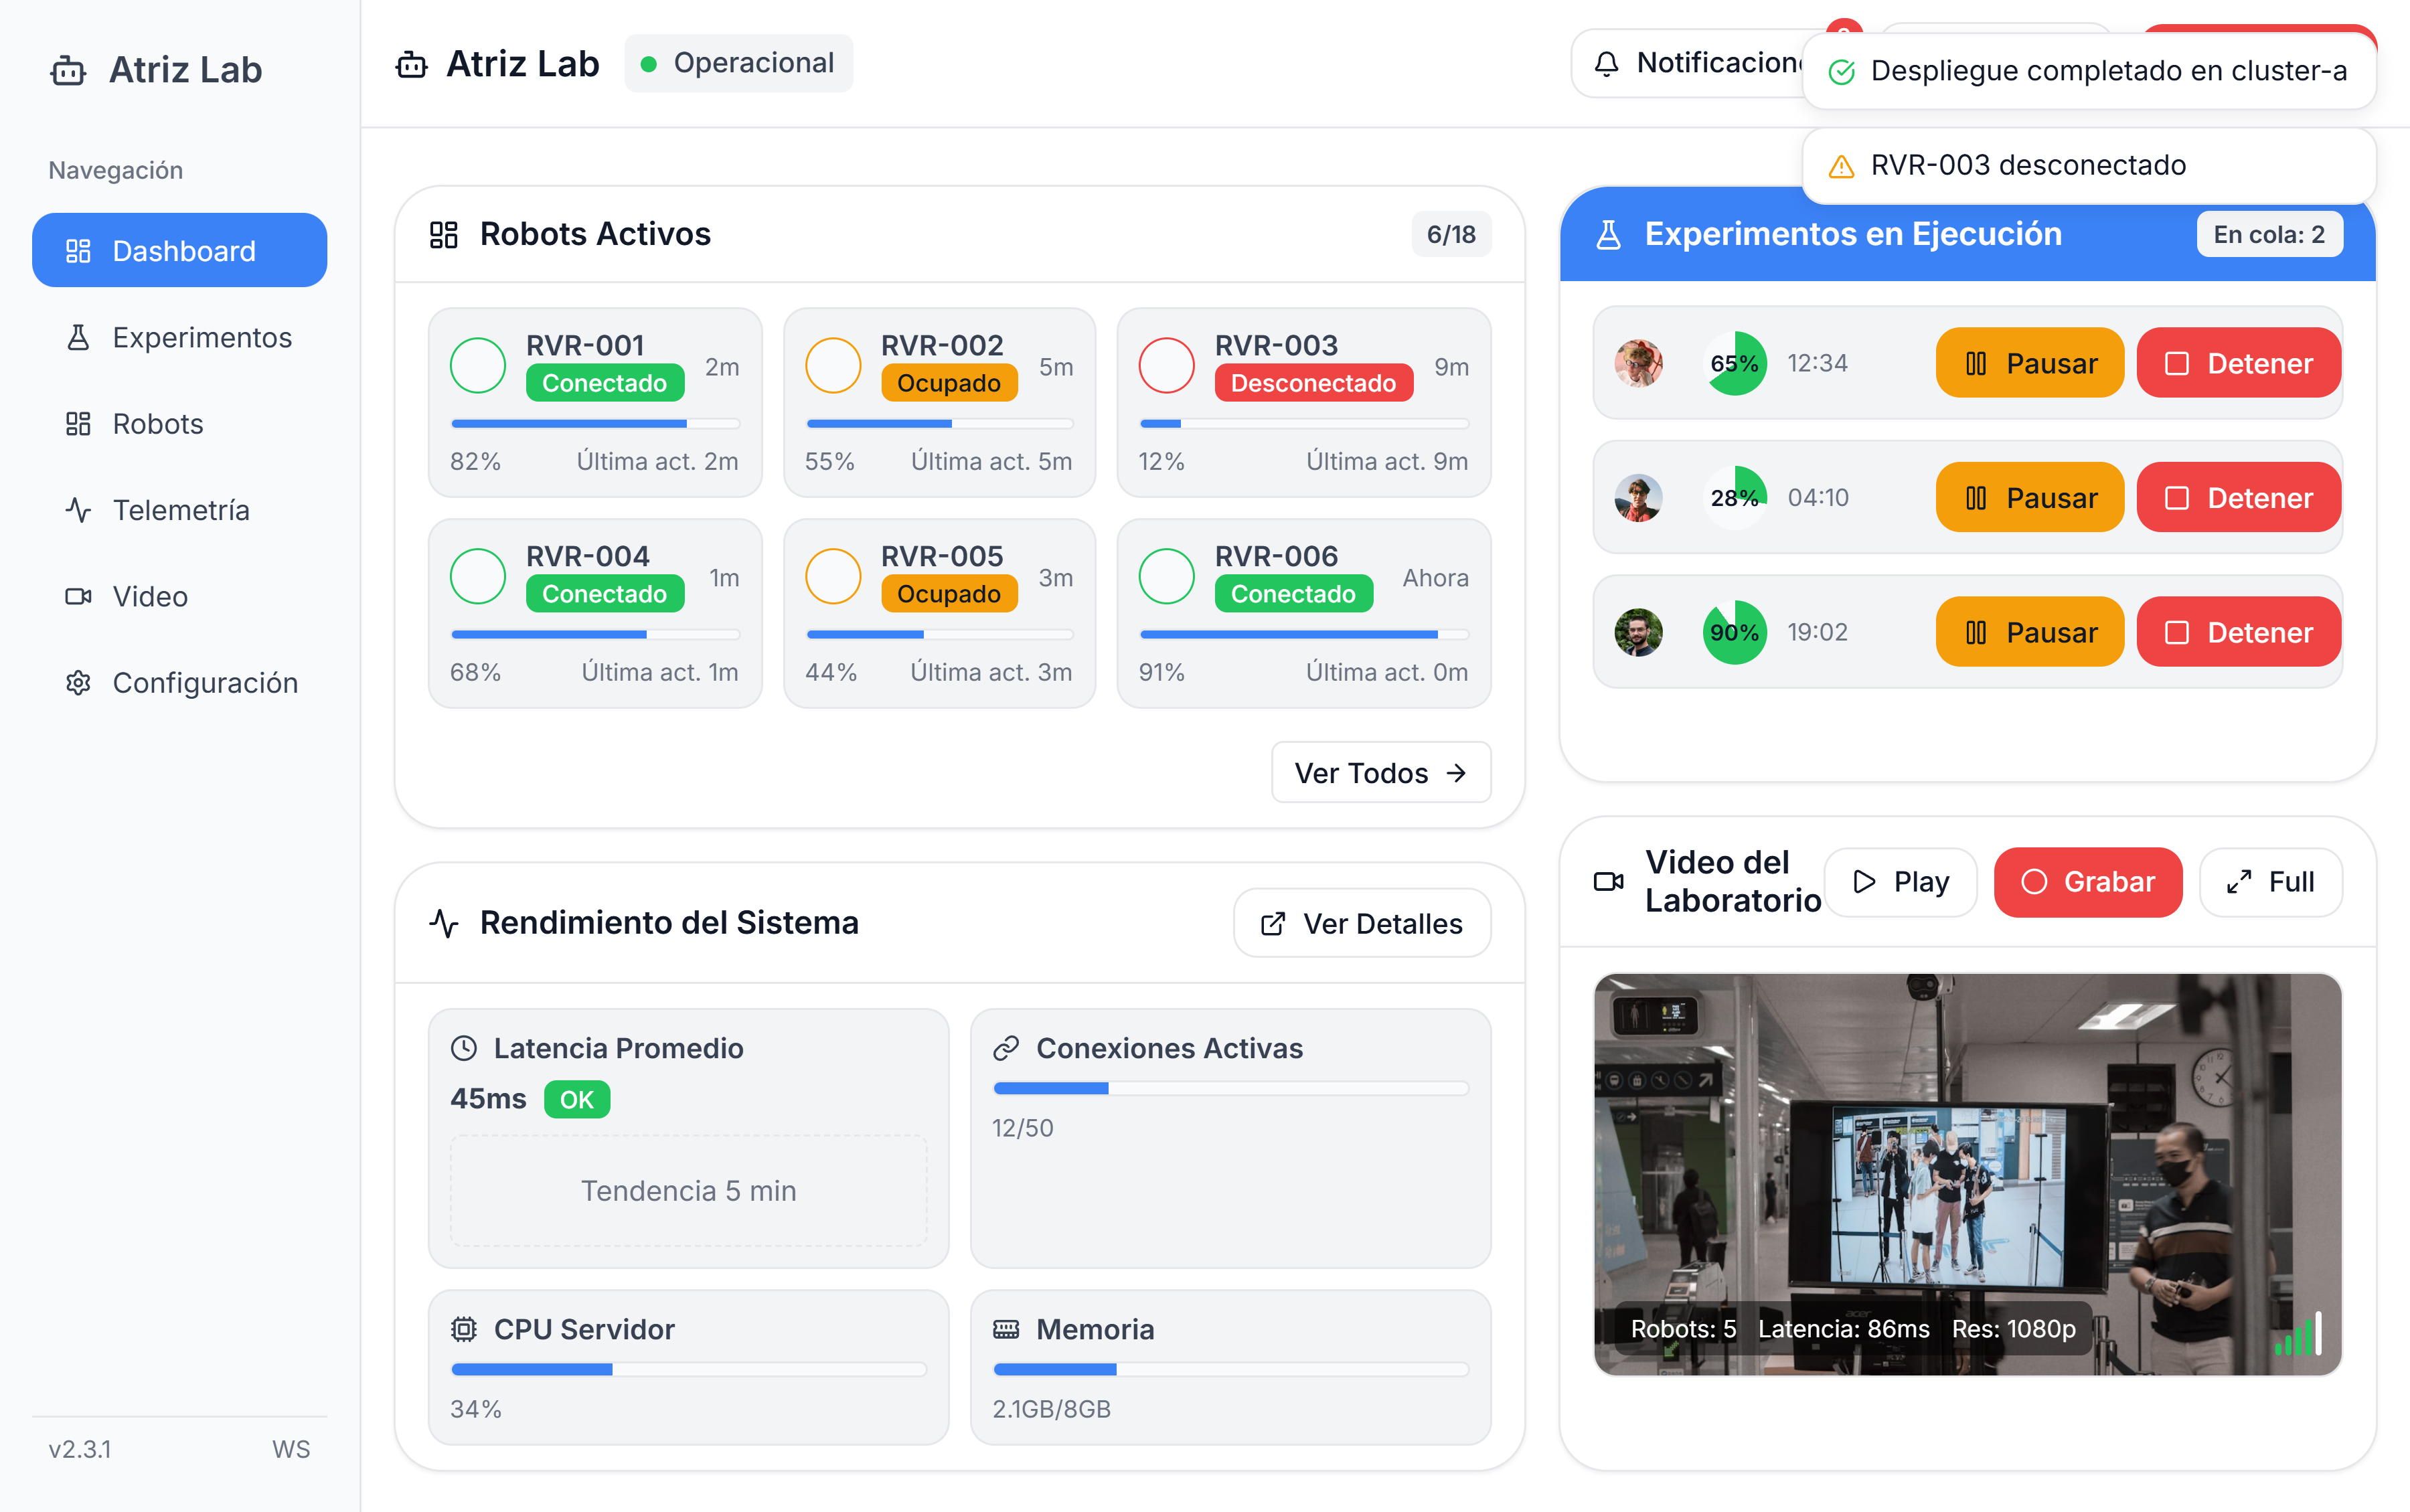 Atriz Lab
Navegación
Dashboard
Experimentos
Robots
Telemetría
Video
Configuración
v2.3.1
WS
Atriz Lab
Operacional
Despliegue completado en cluster-a
RVR-003 desconectado
Robots Activos
6/18
RVR-001
Conectado
2m
82%
Última act. 2m
RVR-002
Ocupado
5m
55%
Última act. 5m
RVR-003
Desconectado
9m
12%
Última act. 9m
RVR-004
Conectado
1m
68%
Última act. 1m
RVR-005
Ocupado
3m
44%
Última act. 3m
RVR-006
Conectado
Ahora
91%
Última act. 0m
Ver Todos
Experimentos en Ejecución
En cola: 2
65%
12:34
Pausar
Detener
28%
04:10
Pausar
Detener
90%
19:02
Pausar
Detener
Rendimiento del Sistema
Ver Detalles
Latencia Promedio
45ms
OK
Tendencia 5 min
Conexiones Activas
12/50
CPU Servidor
34%
Memoria
2.1GB/8GB
Video del
Laboratorio
Play
Grabar
Full
acer
Robots: 5
Latencia: 86ms
Res: 1080p